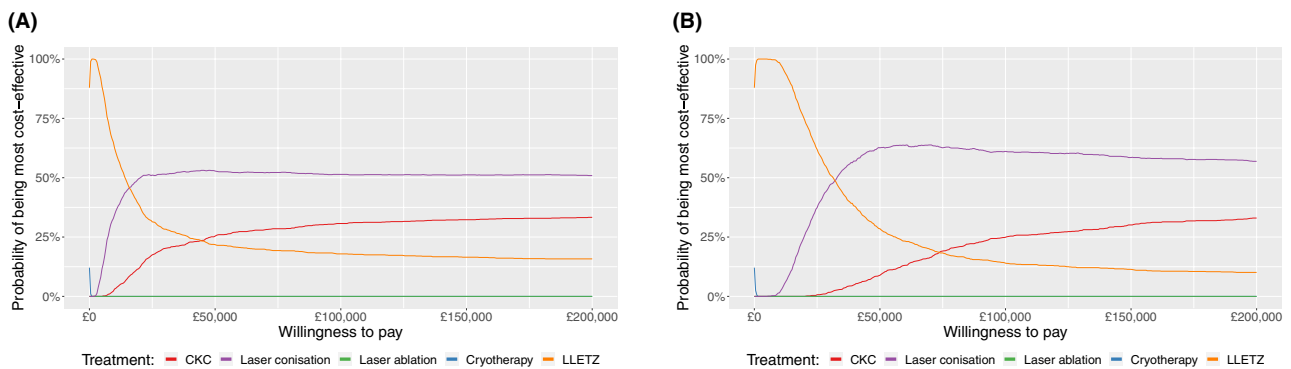 (A)
Probability of being most cost−effective
100%
75%
50%
25%
0%
£0 £50,000 £100,000 £150,000 £200,000
Willingness to pay
Treatment: CKC Laser conisation Laser ablation Cryotherapy LLETZ
(B)
Probability of being most cost−effective
100%
75%
50%
25%
0%
£0 £50,000 £100,000 £150,000 £200,000
Willingness to pay
Treatment: CKC Laser conisation Laser ablation Cryotherapy LLETZ